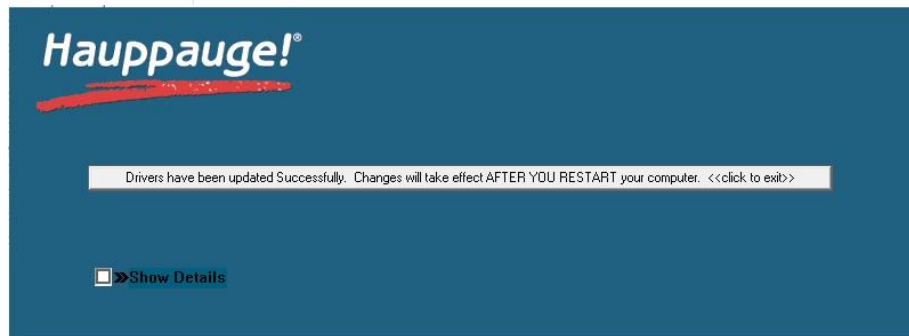 Hauppauge!®
Drivers have been updated Successfully. Changes will take effect AFTER YOU RESTART your computer. <<click to exit>>
»Show Details